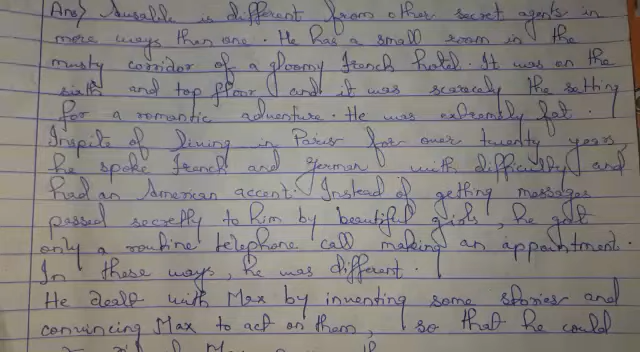 Ans) Ausable is different from other secret agents in
more ways than one. He has a small room in the
musty corridor of a gloomy French hotel. It was on the
sixth and top floor and it was scarcely the setting
for a romantic adventure. He was extremely fat.
Inspite of living in Paris for over twenty years,
he spoke French and German with difficulty and
had an American accent. Instead of getting messages
passed secretly to him by beautiful girls, he got
only a routine telephone call making an appointment.
In these ways, he was different.
He dealt with Max by inventing some stories and
convincing Max to act on them, so that he could